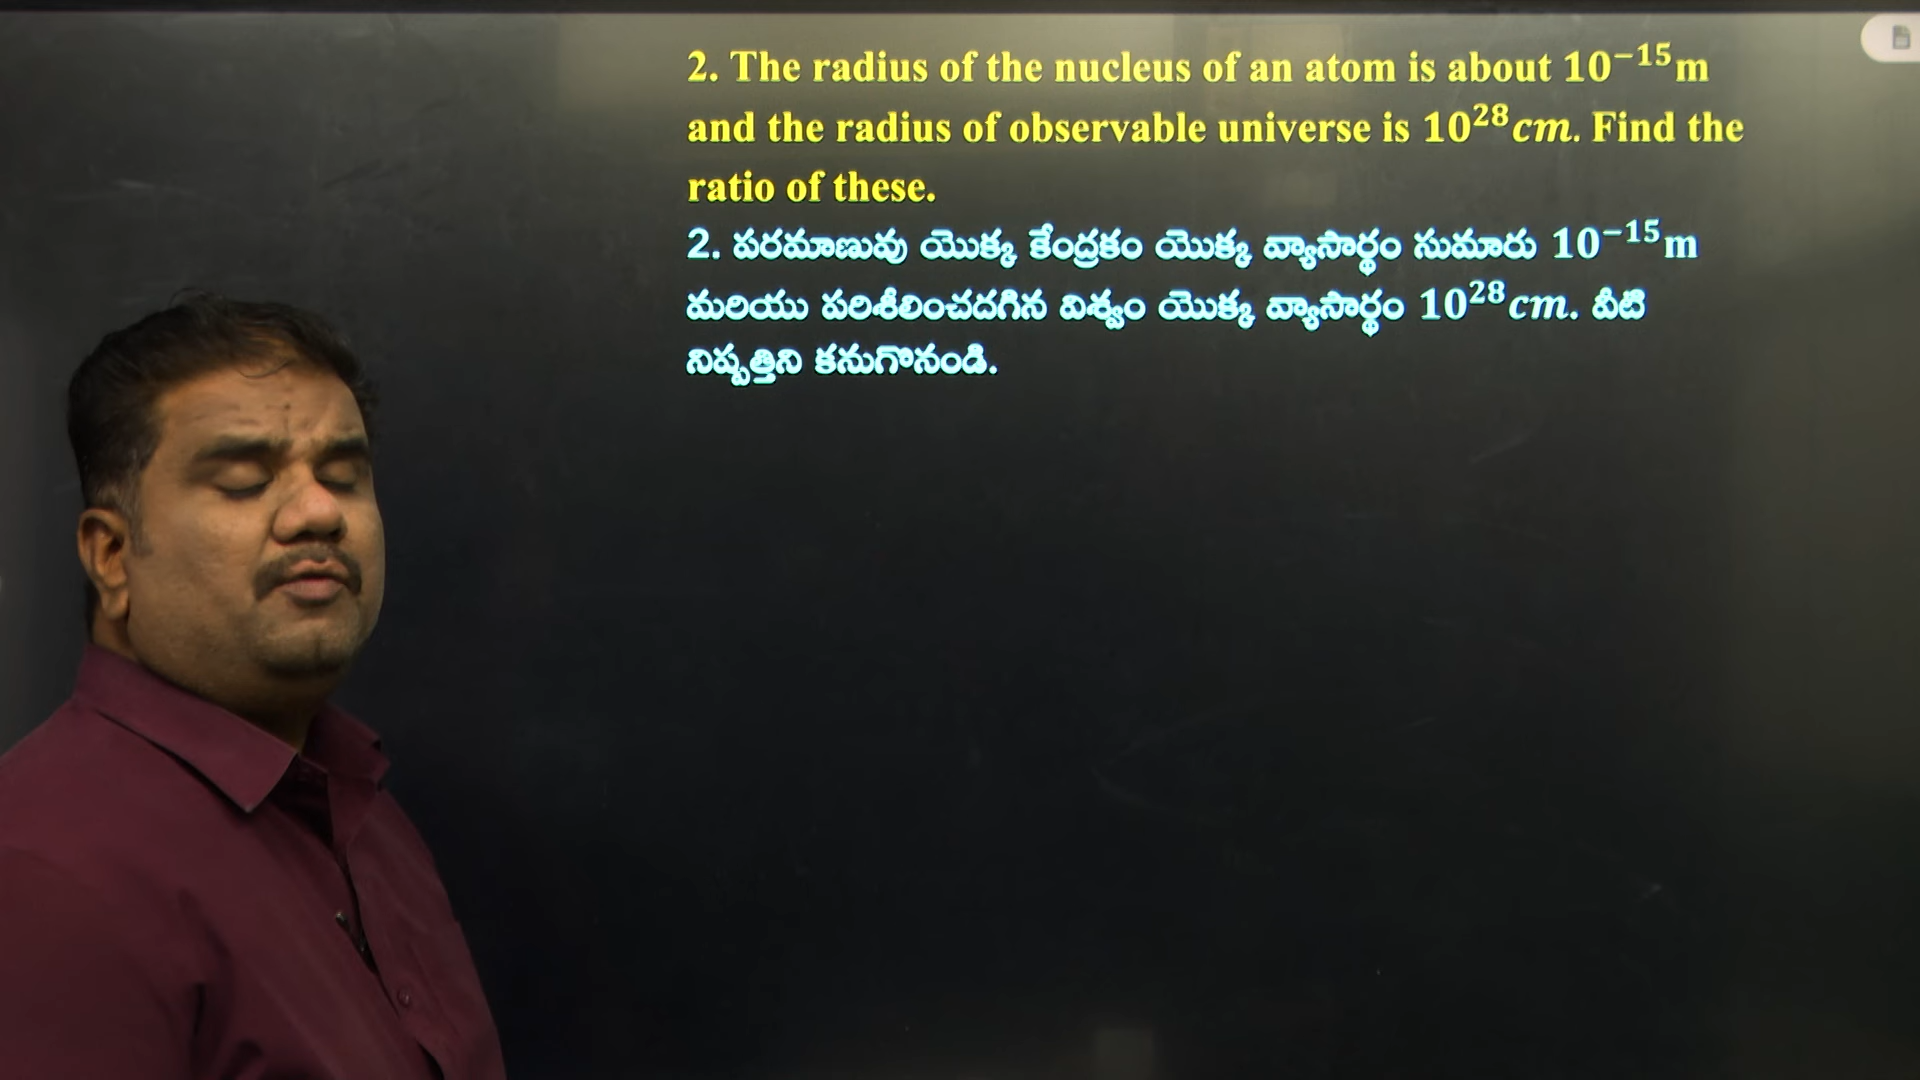 2. The radius of the nucleus of an atom is about 10⁻¹⁵m
and the radius of observable universe is 10²⁸cm. Find the
ratio of these.
2. పరమాణువు యొక్క కేంద్రకం యొక్క వ్యాసార్థం సుమారు 10⁻¹⁵m
మరియు పరిశీలించదగిన విశ్వం యొక్క వ్యాసార్థం 10²⁸cm. వీటి
నిష్పత్తిని కనుగొనండి.